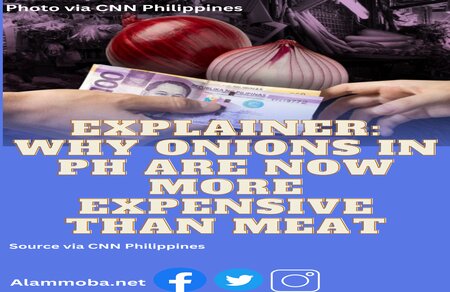 Photo via CNN Philippines
100
EXPLAINER:
WHY ONIONS IN
PH ARE NOW
MORE
EXPENSIVE
THAN MEAT
Source via CNN Philippines
Alammoba.net